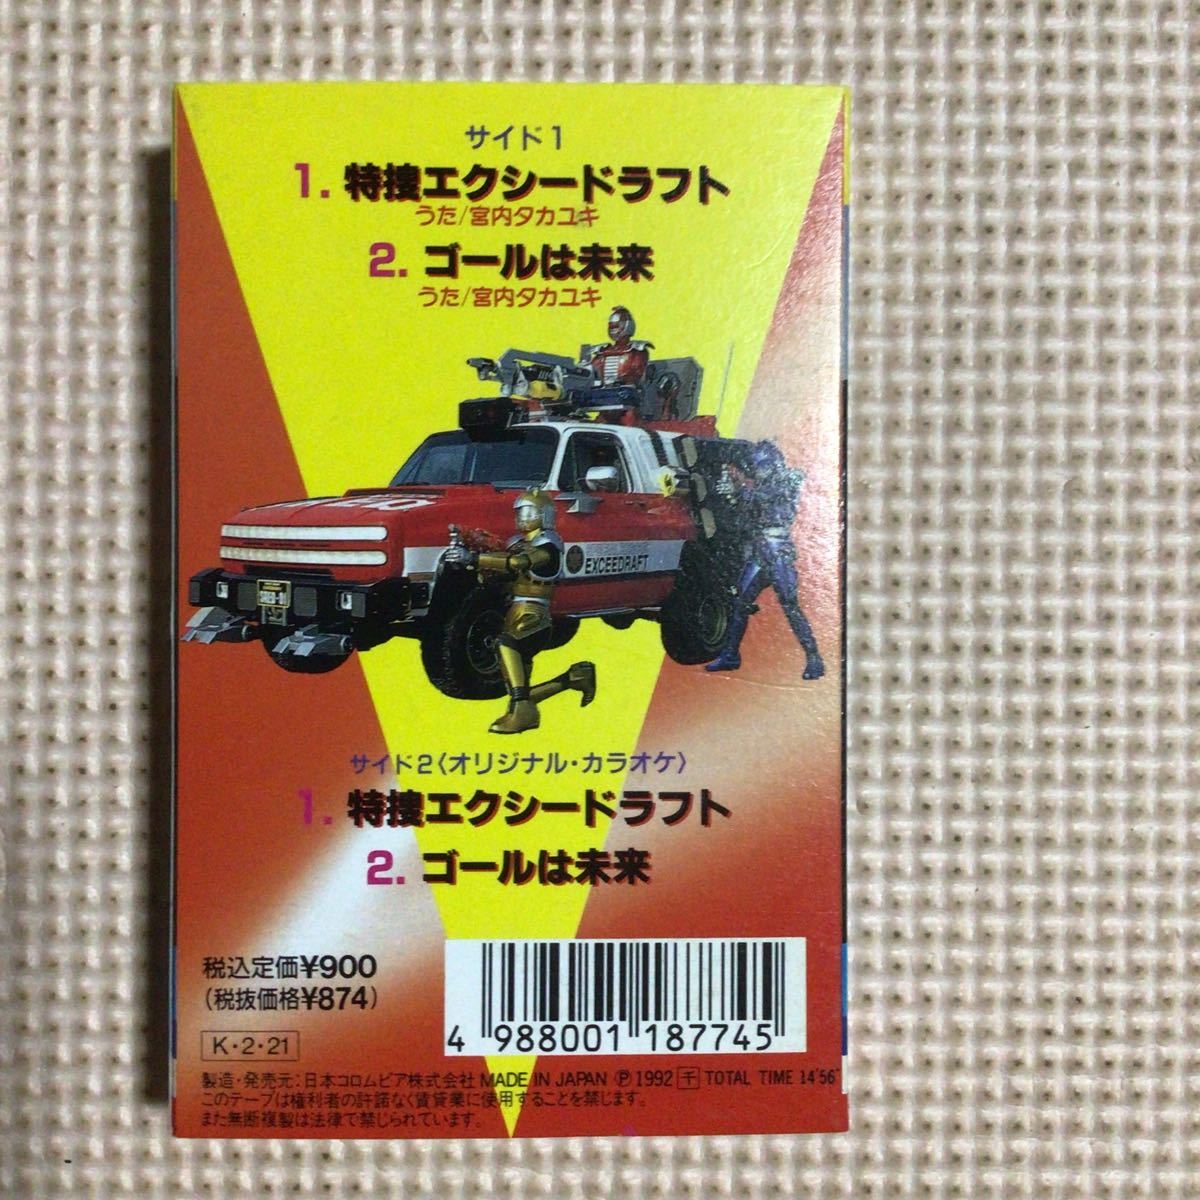 サイド1
1. 特捜エクシードラフト
うた/宮内タカユキ
2. ゴールは未来
うた/宮内タカユキ
EXCEEDRAFT
サイド2〈オリジナル・カラオケ〉
1. 特捜エクシードラフト
2. ゴールは未来
税込定価¥900
(税抜価格¥874)
K・2・21
4 988001 187745
製造・発売元:日本コロムビア株式会社 MADE IN JAPAN Ⓟ 1992 干 TOTAL TIME 14'56"
このテープは権利者の許諾なく賃貸業に使用することを禁じます。
また無断複製は法律で禁じられています。